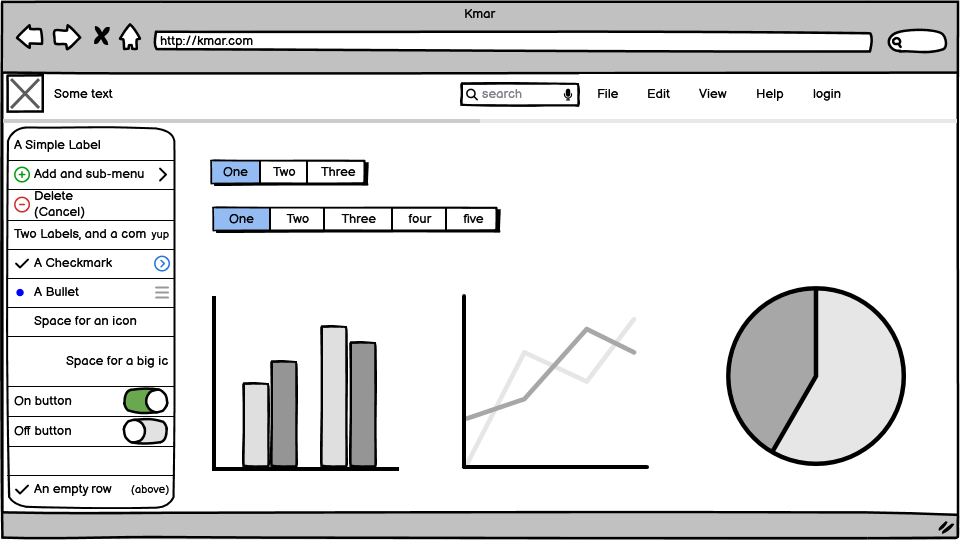 Kmar
http://kmar.com
Some text
search
File Edit View Help login
A Simple Label
Add and sub-menu
Delete
(Cancel)
Two Labels, and a com yup
A Checkmark
A Bullet
Space for an icon
Space for a big ic
On button
Off button
An empty row (above)
One Two Three
One Two Three four five